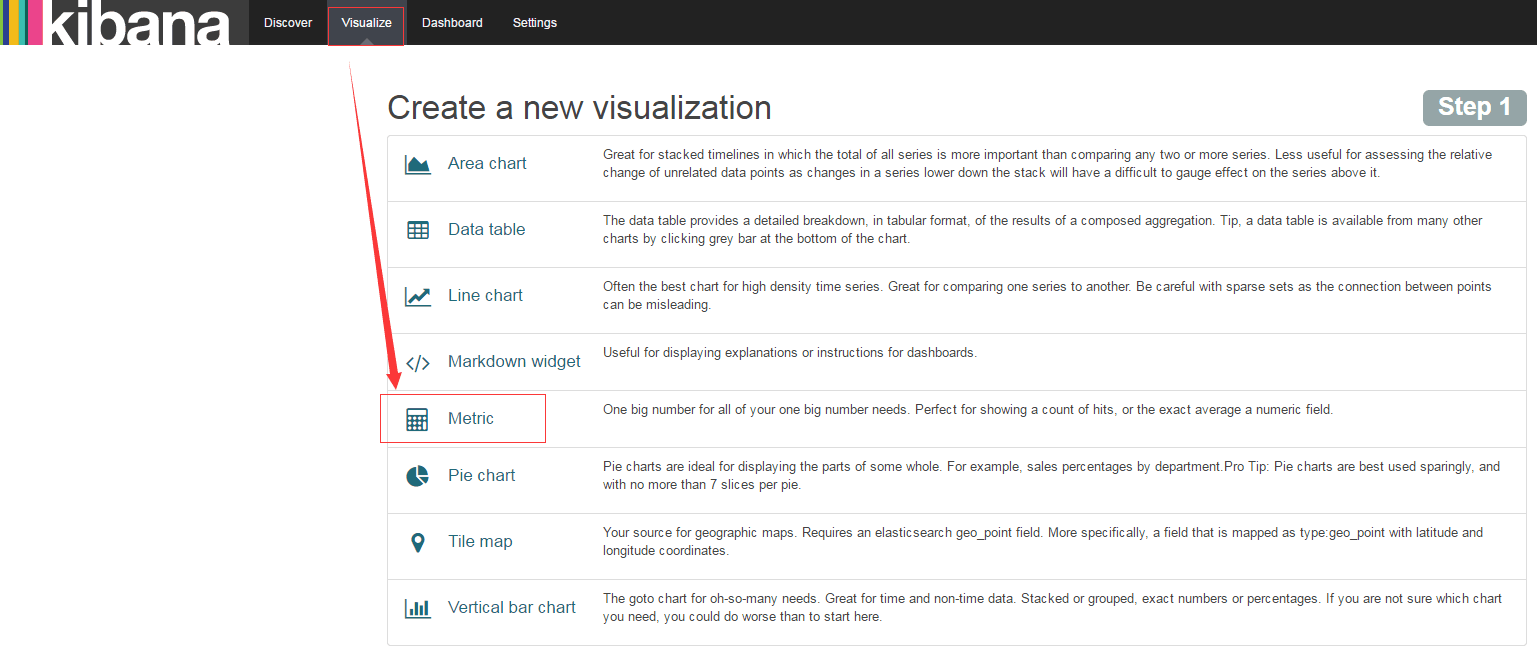 kibana
Discover
Visualize
Dashboard
Settings
Create a new visualization
Step 1
Area chart
Great for stacked timelines in which the total of all series is more important than comparing any two or more series. Less useful for assessing the relative
change of unrelated data points as changes in a series lower down the stack will have a difficult to gauge effect on the series above it.
Data table
The data table provides a detailed breakdown, in tabular format, of the results of a composed aggregation. Tip, a data table is available from many other
charts by clicking grey bar at the bottom of the chart.
Line chart
Often the best chart for high density time series. Great for comparing one series to another. Be careful with sparse sets as the connection between points
can be misleading.
Markdown widget
Useful for displaying explanations or instructions for dashboards.
Metric
One big number for all of your one big number needs. Perfect for showing a count of hits, or the exact average a numeric field.
Pie chart
Pie charts are ideal for displaying the parts of some whole. For example, sales percentages by department.Pro Tip: Pie charts are best used sparingly, and
with no more than 7 slices per pie.
Tile map
Your source for geographic maps. Requires an elasticsearch geo_point field. More specifically, a field that is mapped as type:geo_point with latitude and
longitude coordinates.
Vertical bar chart
The goto chart for oh-so-many needs. Great for time and non-time data. Stacked or grouped, exact numbers or percentages. If you are not sure which chart
you need, you could do worse than to start here.